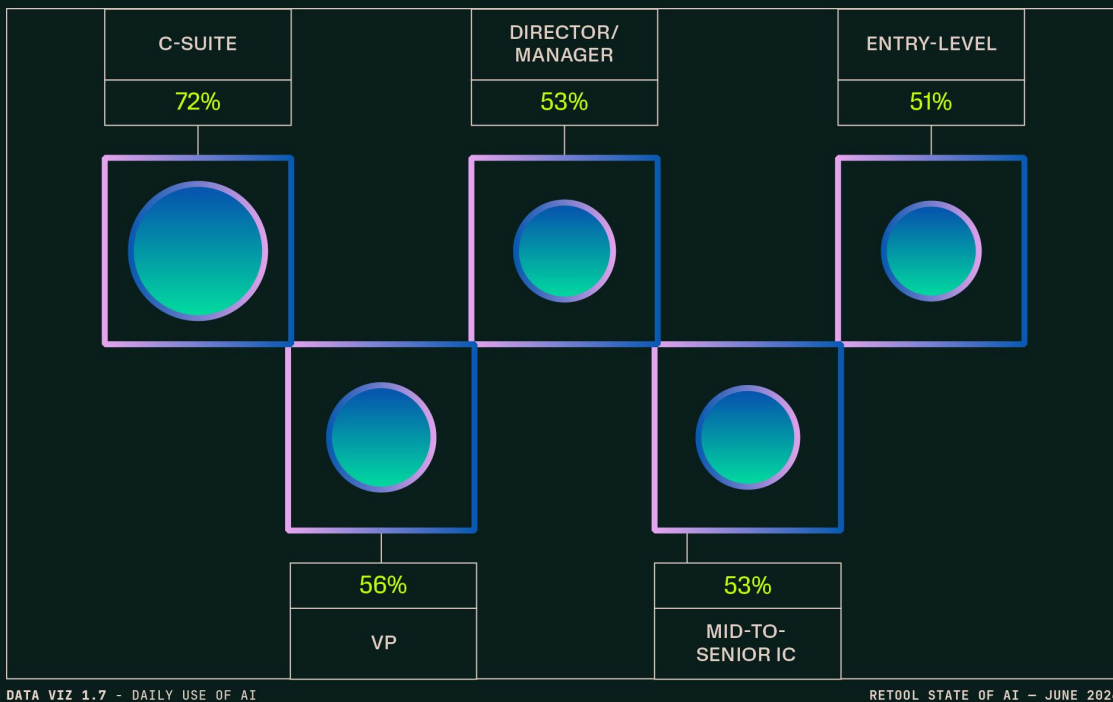 C-SUITE
72%
DIRECTOR/
MANAGER
53%
ENTRY-LEVEL
51%
56%
VP
53%
MID-TO-
SENIOR IC
DATA VIZ 1.7 - DAILY USE OF AI
RETOOL STATE OF AI — JUNE